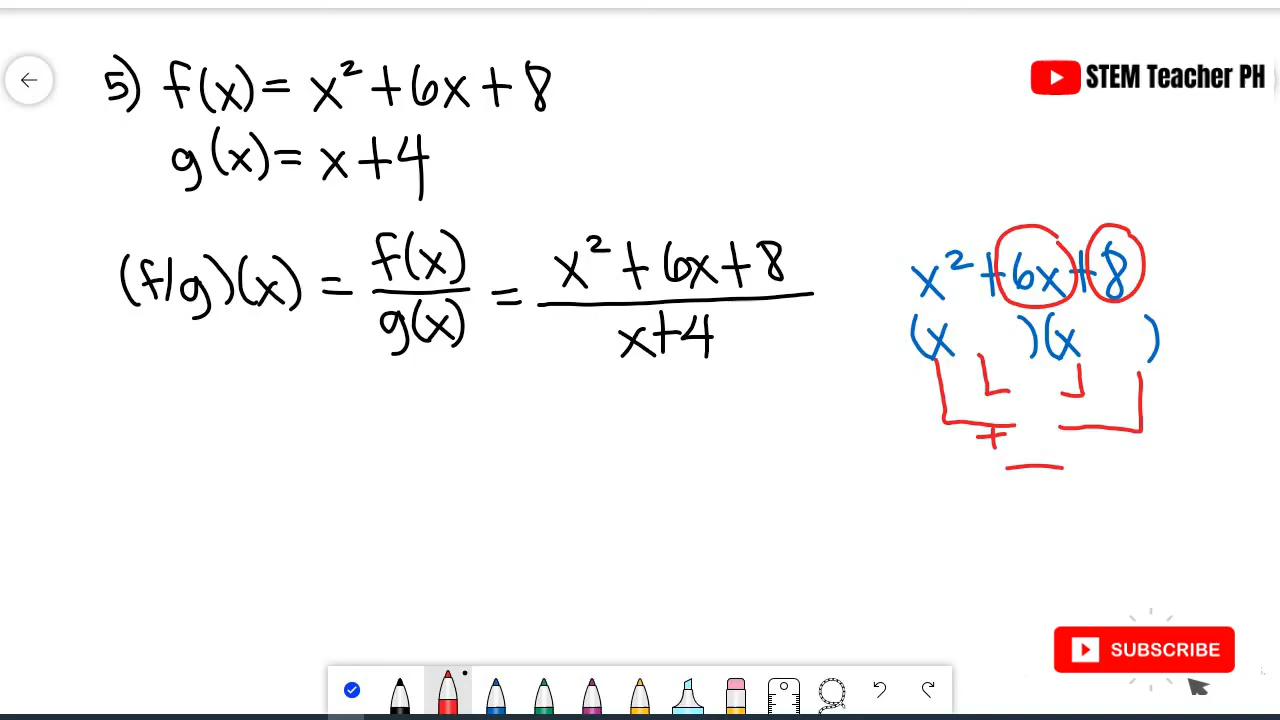 STEM Teacher PH
5) f(x) = x² + 6x + 8
g(x) = x + 4
(f/g)(x) = f(x)/g(x) = x² + 6x + 8 / x + 4
x² + 6x + 8
(x )(x )
+
SUBSCRIBE